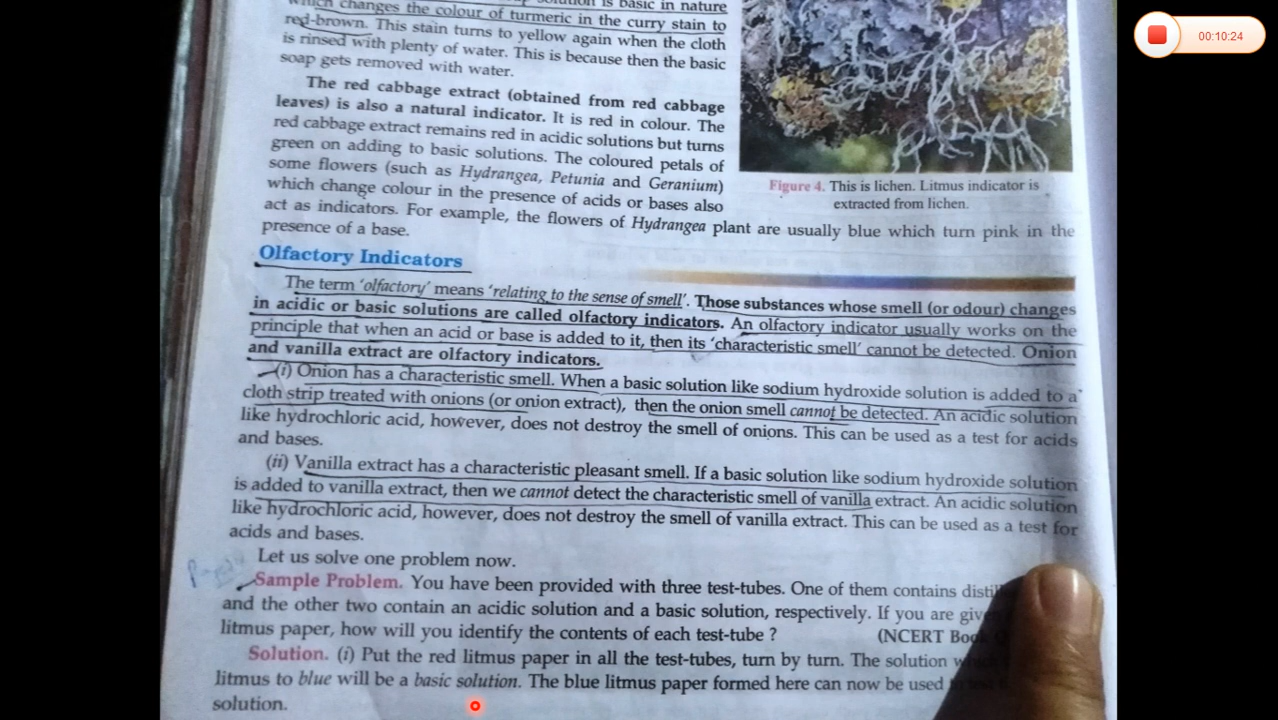 solution is basic in nature
which changes the colour of turmeric in the curry stain to
red-brown. This stain turns to yellow again when the cloth
is rinsed with plenty of water. This is because then the basic
soap gets removed with water.
The red cabbage extract (obtained from red cabbage
leaves) is also a natural indicator. It is red in colour. The
red cabbage extract remains red in acidic solutions but turns
green on adding to basic solutions. The coloured petals of
some flowers (such as Hydrangea, Petunia and Geranium)
which change colour in the presence of acids or bases also
act as indicators. For example, the flowers of Hydrangea plant are usually blue which turn pink in the
presence of a base.
Figure 4. This is lichen. Litmus indicator is
extracted from lichen.
Olfactory Indicators
The term 'olfactory' means 'relating to the sense of smell'. Those substances whose smell (or odour) changes
in acidic or basic solutions are called olfactory indicators. An olfactory indicator usually works on the
principle that when an acid or base is added to it, then its 'characteristic smell' cannot be detected. Onion
and vanilla extract are olfactory indicators.
(i) Onion has a characteristic smell. When a basic solution like sodium hydroxide solution is added to a
cloth strip treated with onions (or onion extract), then the onion smell cannot be detected. An acidic solution
like hydrochloric acid, however, does not destroy the smell of onions. This can be used as a test for acids
and bases.
(ii) Vanilla extract has a characteristic pleasant smell. If a basic solution like sodium hydroxide solution
is added to vanilla extract, then we cannot detect the characteristic smell of vanilla extract. An acidic solution
like hydrochloric acid, however, does not destroy the smell of vanilla extract. This can be used as a test for
acids and bases.
Let us solve one problem now.
Sample Problem. You have been provided with three test-tubes. One of them contains
and the other two contain an acidic solution and a basic solution, respectively. If you are
litmus paper, how will you identify the contents of each test-tube ? (NCERT Book
Solution. (i) Put the red litmus paper in all the test-tubes, turn by turn. The solution
litmus to blue will be a basic solution. The blue litmus paper formed here can now be used
solution.
00:10:24